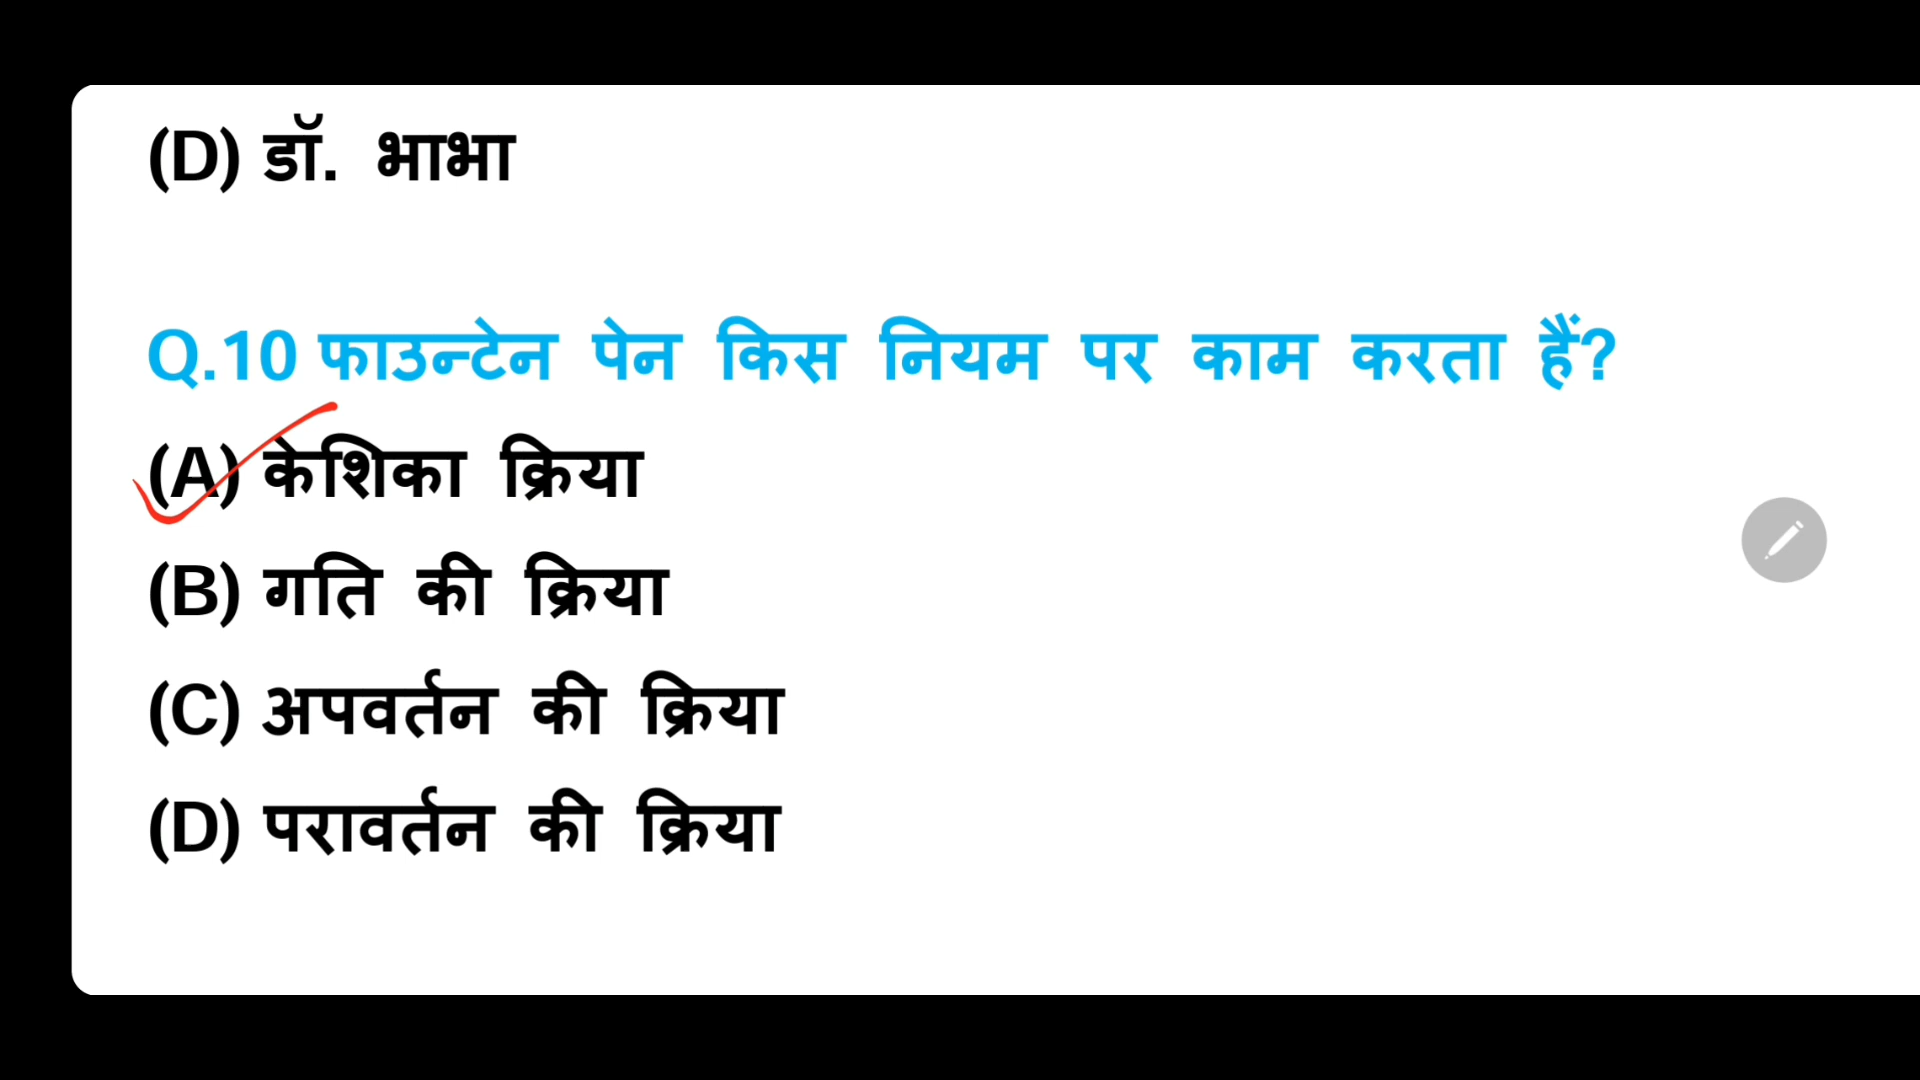 (D) डॉ. भाभा
Q.10 फाउन्टेन पेन किस नियम पर काम करता हैं?
(A) केशिका क्रिया
(B) गति की क्रिया
(C) अपवर्तन की क्रिया
(D) परावर्तन की क्रिया